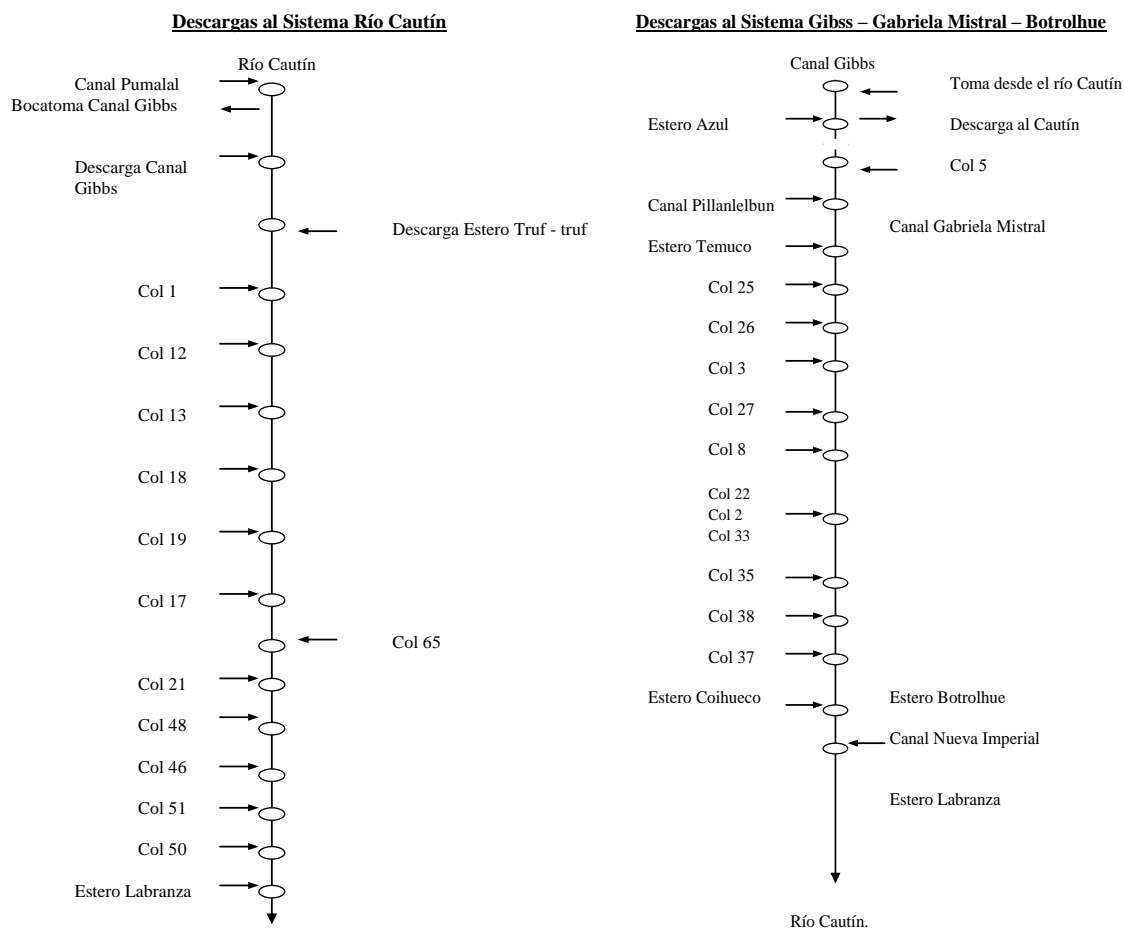 Descargas al Sistema Río Cautín
Río Cautín
Canal Pumalal
Bocatoma Canal Gibbs
Descarga Canal
Gibbs
Descarga Estero Truf - truf
Col 1
Col 12
Col 13
Col 18
Col 19
Col 17
Col 65
Col 21
Col 48
Col 46
Col 51
Col 50
Estero Labranza
Descargas al Sistema Gibss – Gabriela Mistral – Botrolhue
Canal Gibbs
Toma desde el río Cautín
Estero Azul
Descarga al Cautín
Col 5
Canal Pillanlelbun
Canal Gabriela Mistral
Estero Temuco
Col 25
Col 26
Col 3
Col 27
Col 8
Col 22
Col 2
Col 33
Col 35
Col 38
Col 37
Estero Coihueco
Estero Botrolhue
Canal Nueva Imperial
Estero Labranza
Río Cautín.